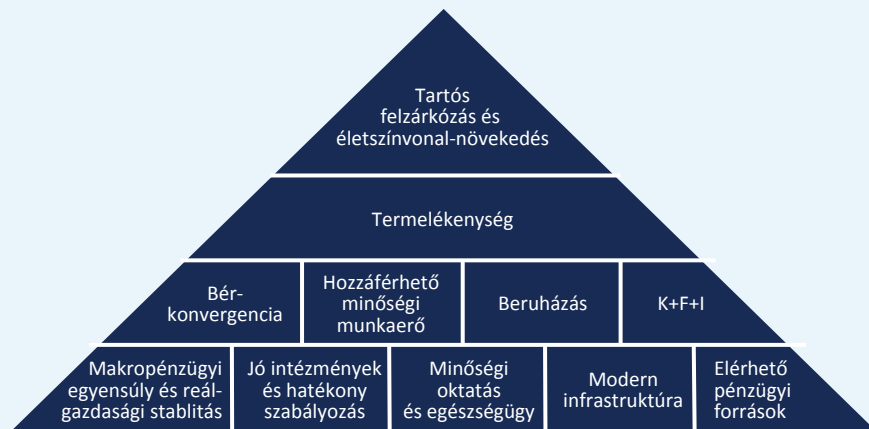 Tartós
felzárkózás és
életszínvonal-növekedés
Termelékenység
Bér-
konvergencia
Hozzáférhető
minőségi
munkaerő
Beruházás
K+F+I
Makropénzügyi
egyensúly és reál-
gazdasági stablitás
Jó intézmények
és hatékony
szabályozás
Minőségi
oktatás
és egészségügy
Modern
infrastruktúra
Elérhető
pénzügyi
források